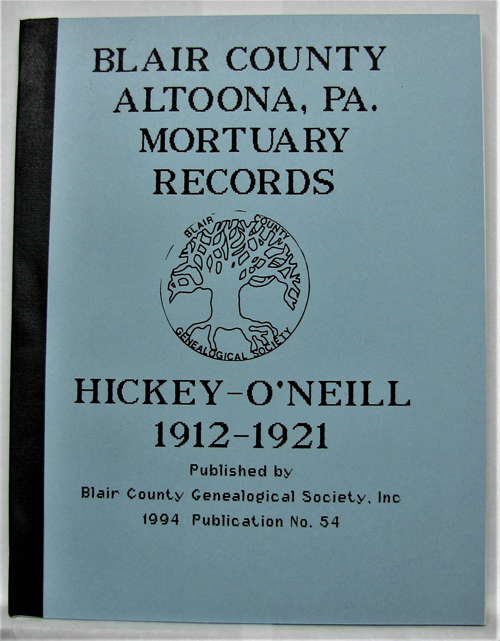 BLAIR COUNTY
ALTOONA, PA.
MORTUARY
RECORDS
BLAIR COUNTY
GENEALOGICAL SOCIETY
HICKEY-O'NEILL
1912-1921
Published by
Blair County Genealogical Society, Inc
1994 Publication No. 54